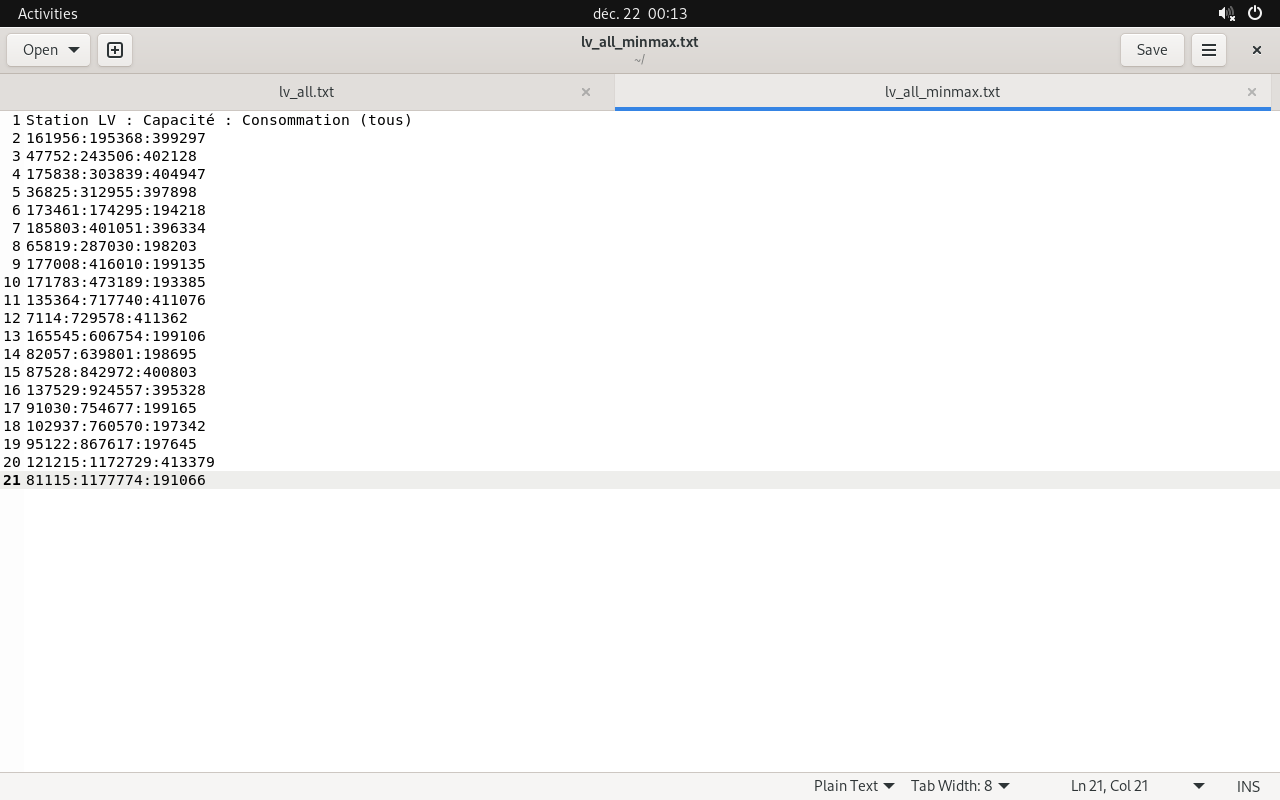 Activities
déc. 22 00:13
Open
lv_all_minmax.txt
~/
Save
lv_all.txt
lv_all_minmax.txt
1 Station LV : Capacité : Consommation (tous)
2 161956:195368:399297
3 47752:243506:402128
4 175838:303839:404947
5 36825:312955:397898
6 173461:174295:194218
7 185803:401051:396334
8 65819:287030:198203
9 177008:416010:199135
10 171783:473189:193385
11 135364:717740:411076
12 7114:729578:411362
13 165545:606754:199106
14 82057:639801:198695
15 87528:842972:400803
16 137529:924557:395328
17 91030:754677:199165
18 102937:760570:197342
19 95122:867617:197645
20 121215:1172729:413379
21 81115:1177774:191066
Plain Text
Tab Width: 8
Ln 21, Col 21
INS